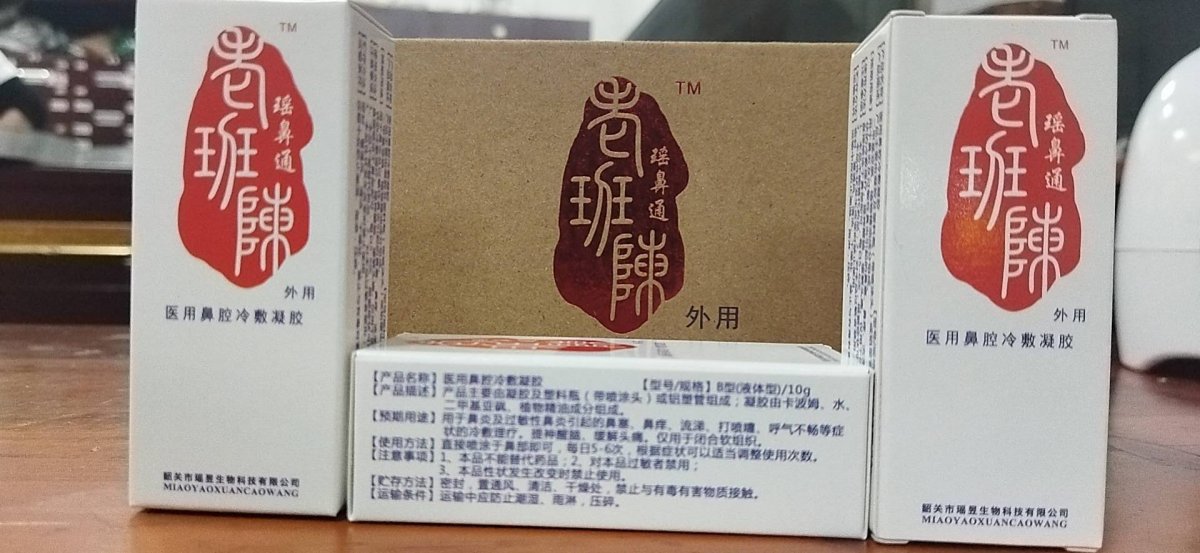 老班陳
瑶鼻通
TM
外用
医用鼻腔冷敷凝胶
韶关市瑶昱生物科技有限公司
MIAOYAOXUANCAOWANG
老班陳
瑶鼻通
TM
外用
老班陳
瑶鼻通
TM
外用
医用鼻腔冷敷凝胶
韶关市瑶昱生物科技有限公司
MIAOYAOXUANCAOWANG
【产品名称】医用鼻腔冷敷凝胶 【型号/规格】B型(液体型)/10g
【产品描述】产品主要由凝胶及塑料瓶（带喷涂头）或铝塑管组成；凝胶由卡波姆、水、
二甲基亚砜、植物精油成分组成。
【预期用途】用于鼻炎及过敏性鼻炎引起的鼻塞、鼻痒、流涕、打喷嚏、呼气不畅等症
状的冷敷理疗。提神醒脑、缓解头痛。仅用于闭合软组织。
【使用方法】直接喷涂于鼻部即可，每日5-6次，根据症状可以适当调整使用次数。
【注意事项】1、本品不能替代药品；2、对本品过敏者禁用；
3、本品性状发生改变时禁止使用。
【贮存方法】密封，置通风、清洁、干燥处，禁止与有毒有害物质接触。
【运输条件】运输中应防止潮湿、雨淋，压碎。